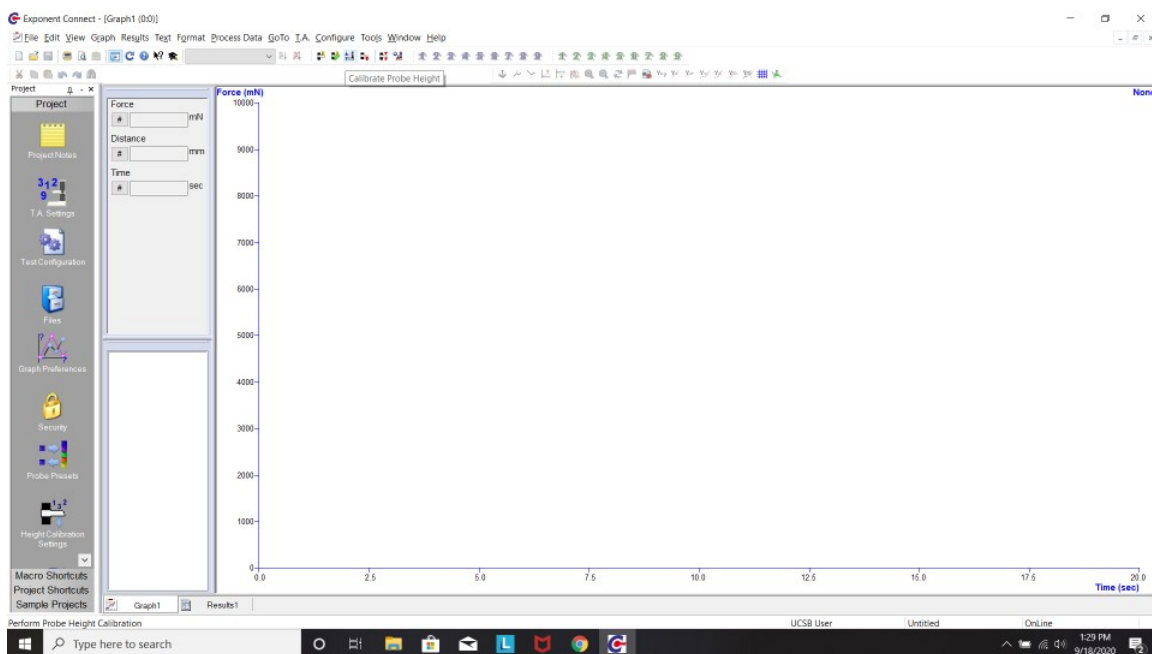 Exponent Connect - [Graph1 (0:0)]
File Edit View Graph Results Text Format Process Data GoTo T.A. Configure Tools Window Help
Calibrate Probe Height
Project
Project
Project Notes
T.A. Settings
Test Configuration
Files
Graph Preferences
Security
Probe Presets
Height Calibration
Settings
Macro Shortcuts
Project Shortcuts
Sample Projects
Force
# mN
Distance
# mm
Time
# sec
Force (mN)
None
10000
9000
8000
7000
6000
5000
4000
3000
2000
1000
0
0.0 2.5 5.0 7.5 10.0 12.5 15.0 17.5 20.0
Time (sec)
Graph1 Results1
Perform Probe Height Calibration UCSB User Untitled OnLine
Type here to search
1:29 PM
9/18/2020